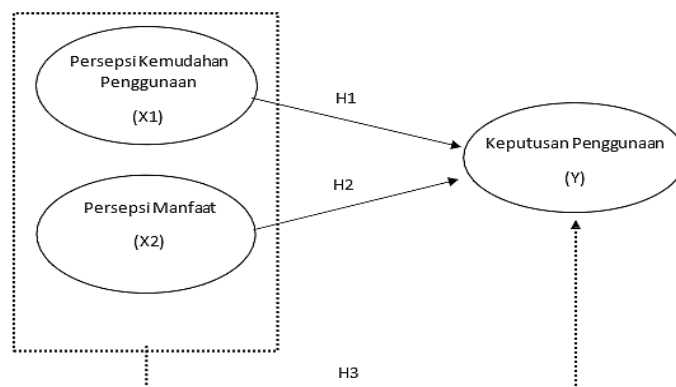 Persepsi Kemudahan
Penggunaan
(X1)
H1
Keputusan Penggunaan
(Y)
H2
Persepsi Manfaat
(X2)
H3